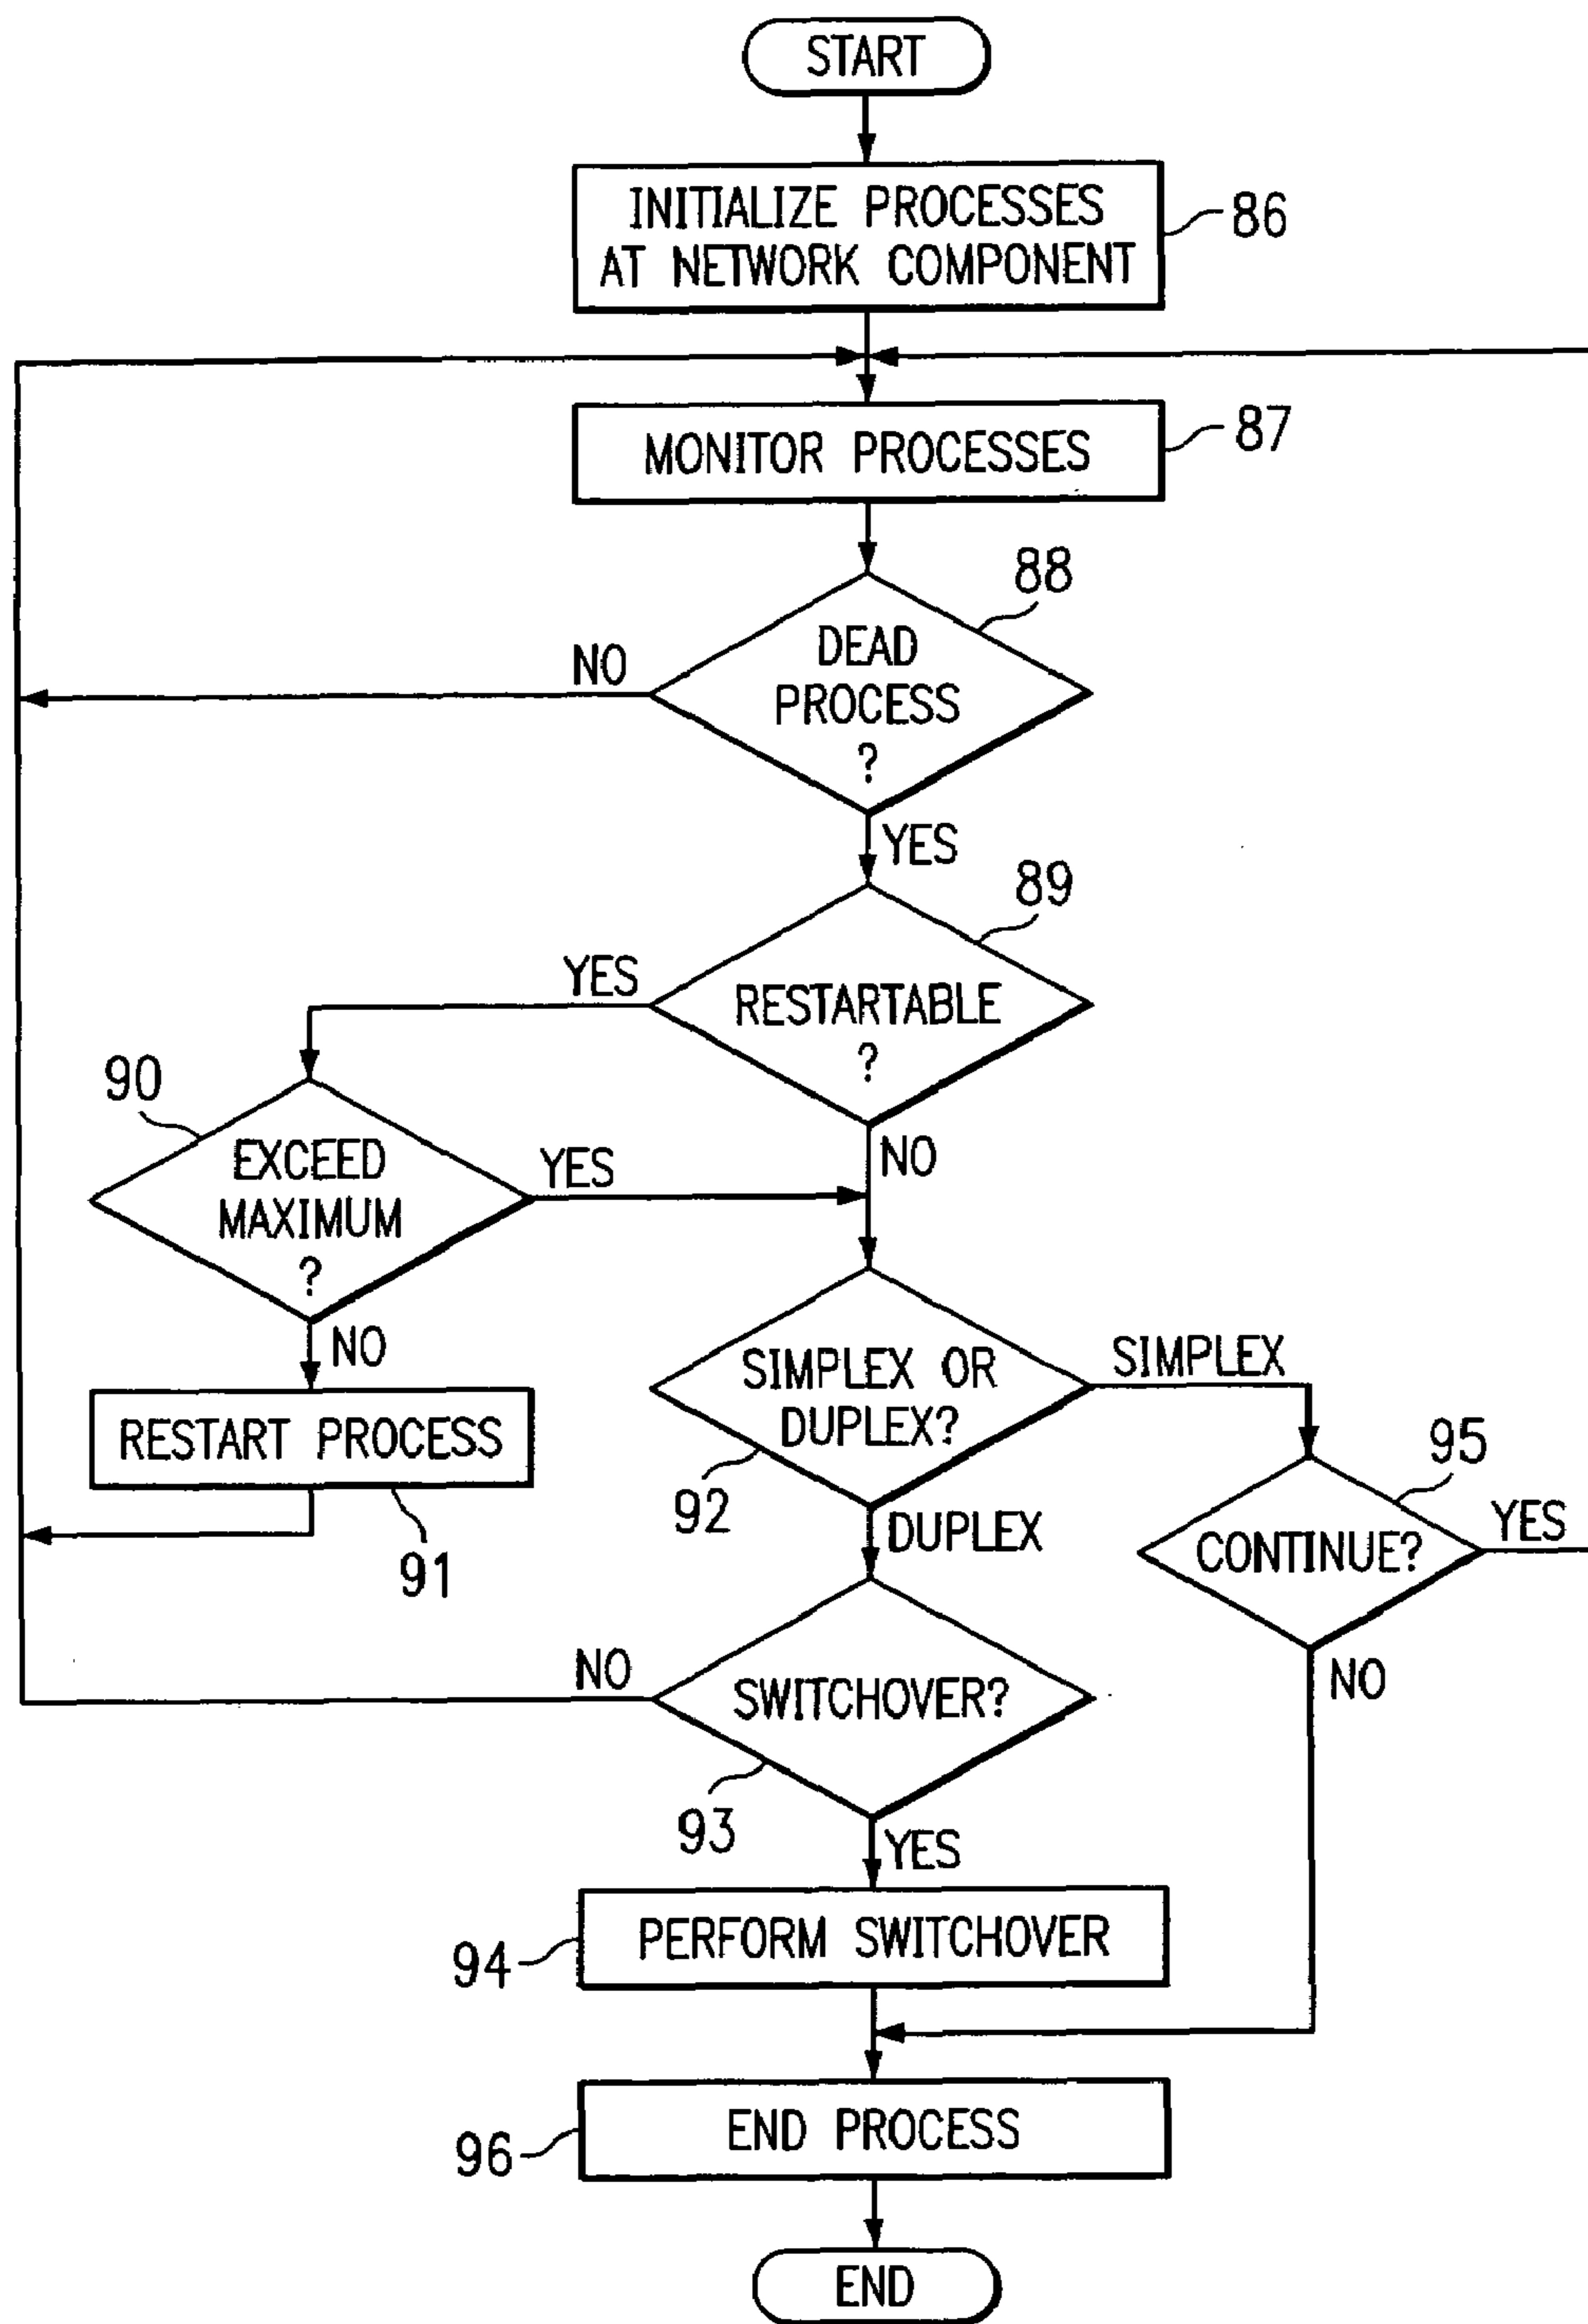 START
INITIALIZE PROCESSES
AT NETWORK COMPONENT
86
MONITOR PROCESSES
87
88
DEAD
PROCESS
?
NO
YES
89
RESTARTABLE
?
YES
NO
90
EXCEED
MAXIMUM
?
YES
NO
RESTART PROCESS
91
SIMPLEX OR
DUPLEX?
92
SIMPLEX
DUPLEX
95
CONTINUE?
YES
NO
SWITCHOVER?
93
NO
YES
PERFORM SWITCHOVER
94
END PROCESS
96
END